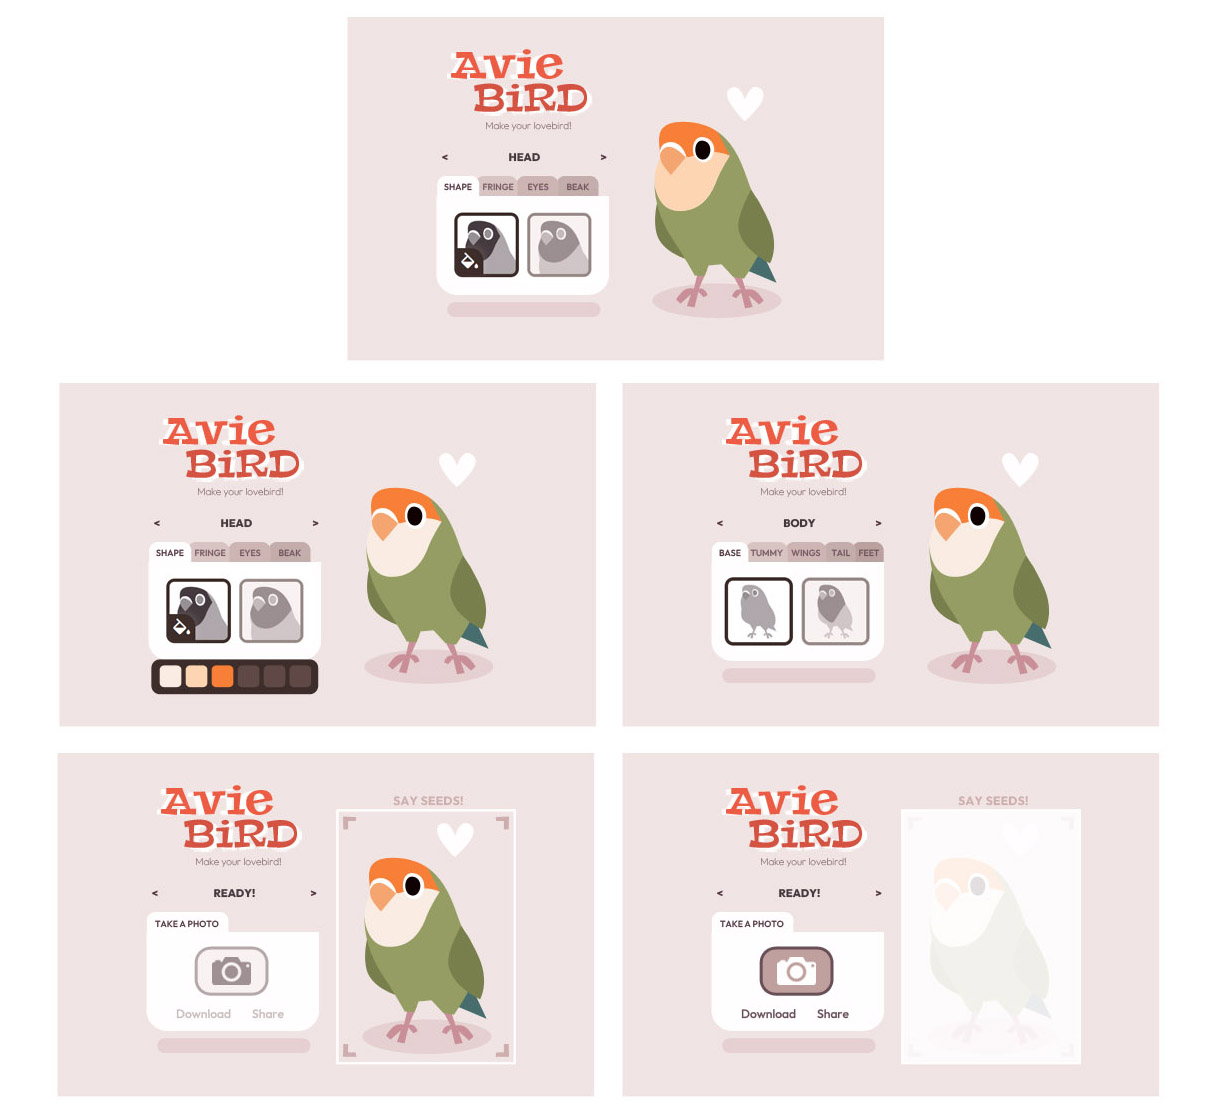 Avie
BiRD
Make your lovebird!
< HEAD >
SHAPE FRINGE EYES BEAK
Avie
BiRD
Make your lovebird!
< HEAD >
SHAPE FRINGE EYES BEAK
Avie
BiRD
Make your lovebird!
< BODY >
BASE TUMMY WINGS TAIL FEET
Avie
BiRD
Make your lovebird!
< READY! >
TAKE A PHOTO
Download Share
SAY SEEDS!
Avie
BiRD
Make your lovebird!
< READY! >
TAKE A PHOTO
Download Share
SAY SEEDS!